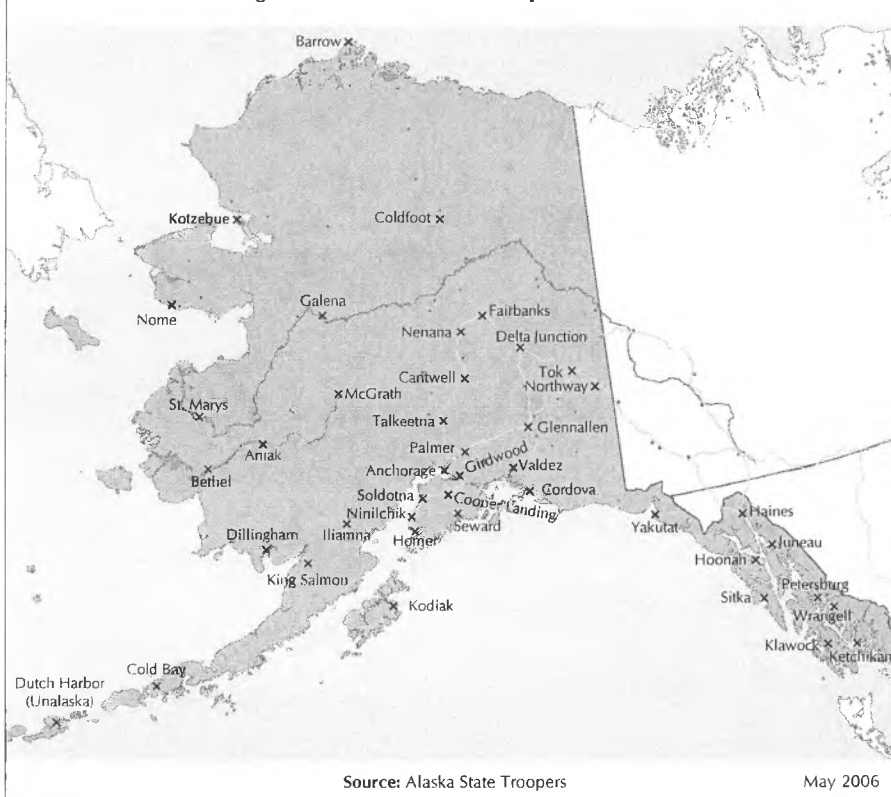 Barrow
Kotzebue
Coldfoot
Nome
Galena
Fairbanks
Nenana
Delta Junction
Cantwell
Tok
Northway
McGrath
St. Marys
Talkeetna
Glennallen
Aniak
Palmer
Girdwood
Anchorage
Valdez
Bethel
Soldotna
Cooper Landing
Cordova
Ninilchik
Seward
Yakutat
Haines
Dillingham
Iliamna
Homer
Juneau
Hoonah
King Salmon
Petersburg
Sitka
Kodiak
Wrangell
Klawock
Ketchikan
Cold Bay
Dutch Harbor
(Unalaska)
Source: Alaska State Troopers
May 2006